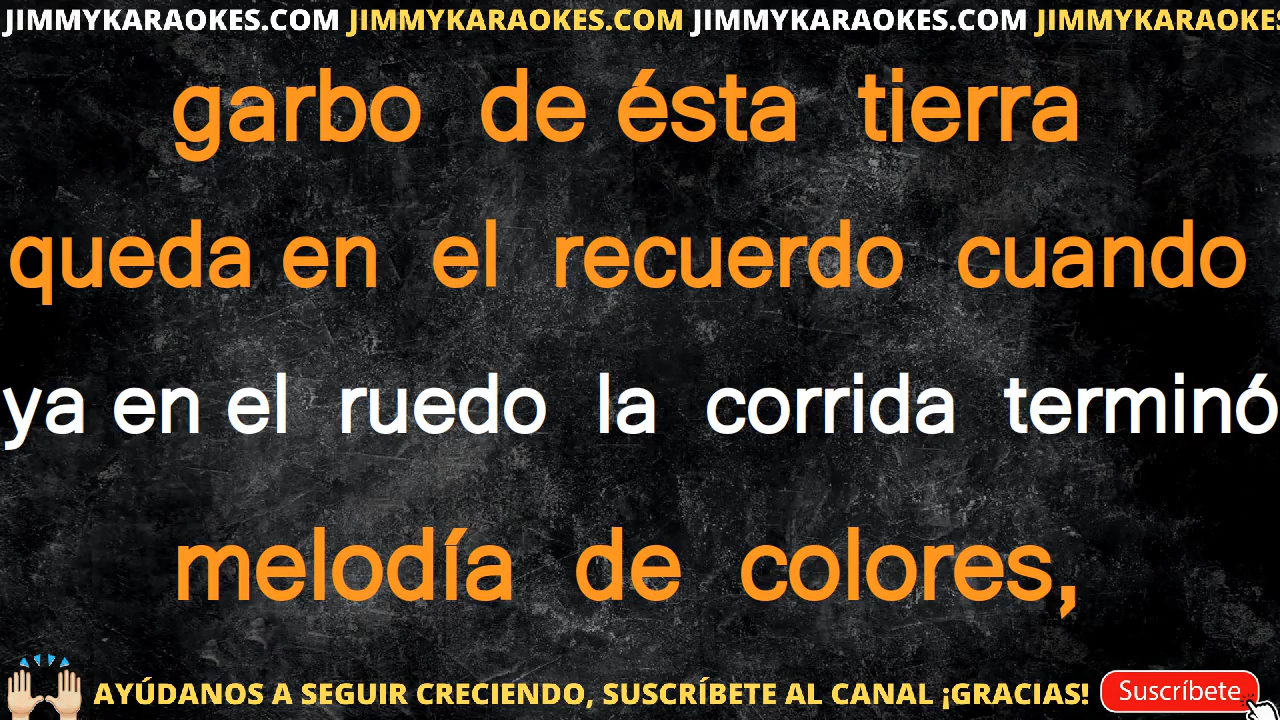 JIMMYKARAOKES.COM JIMMYKARAOKES.COM JIMMYKARAOKES.COM JIMMYKARAOKES
garbo de ésta tierra
queda en el recuerdo cuando
ya en el ruedo la corrida terminó
melodía de colores,
AYÚDANOS A SEGUIR CRECIENDO, SUSCRÍBETE AL CANAL ¡GRACIAS! Suscríbete